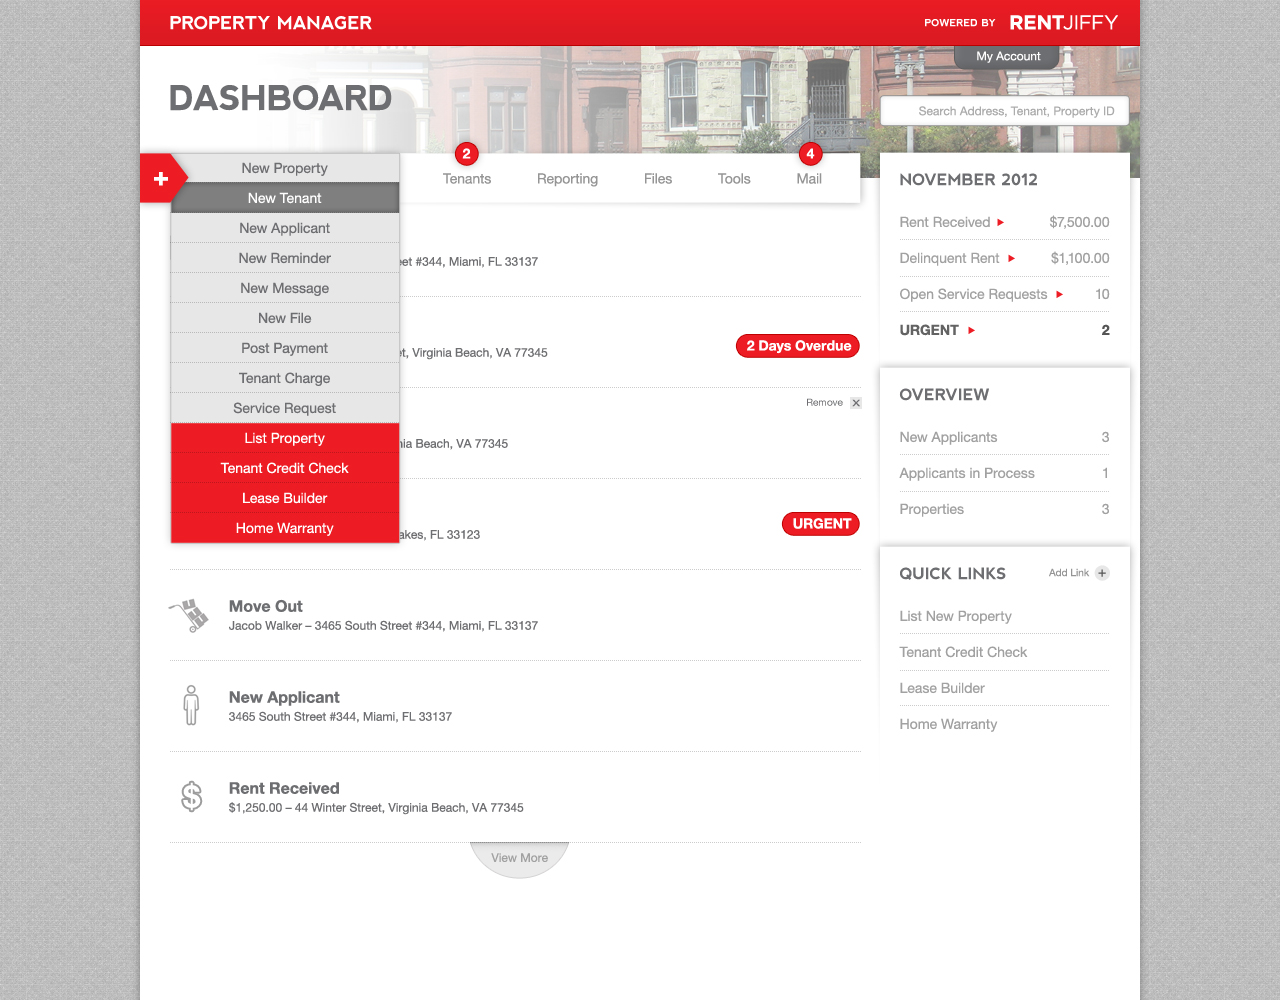 PROPERTY MANAGER
POWERED BY RENTJIFFY
My Account
DASHBOARD
Search Address, Tenant, Property ID
2
4
Tenants Reporting Files Tools Mail
+
New Property
New Tenant
New Applicant
New Reminder
New Message
New File
Post Payment
Tenant Charge
Service Request
List Property
Tenant Credit Check
Lease Builder
Home Warranty
#344, Miami, FL 33137
Virginia Beach, VA 77345
2 Days Overdue
Remove
Beach, VA 77345
FL 33123
URGENT
Move Out
Jacob Walker – 3465 South Street #344, Miami, FL 33137
New Applicant
3465 South Street #344, Miami, FL 33137
Rent Received
$1,250.00 – 44 Winter Street, Virginia Beach, VA 77345
View More
NOVEMBER 2012
Rent Received $7,500.00
Delinquent Rent $1,100.00
Open Service Requests 10
URGENT 2
OVERVIEW
New Applicants 3
Applicants in Process 1
Properties 3
QUICK LINKS
Add Link +
List New Property
Tenant Credit Check
Lease Builder
Home Warranty